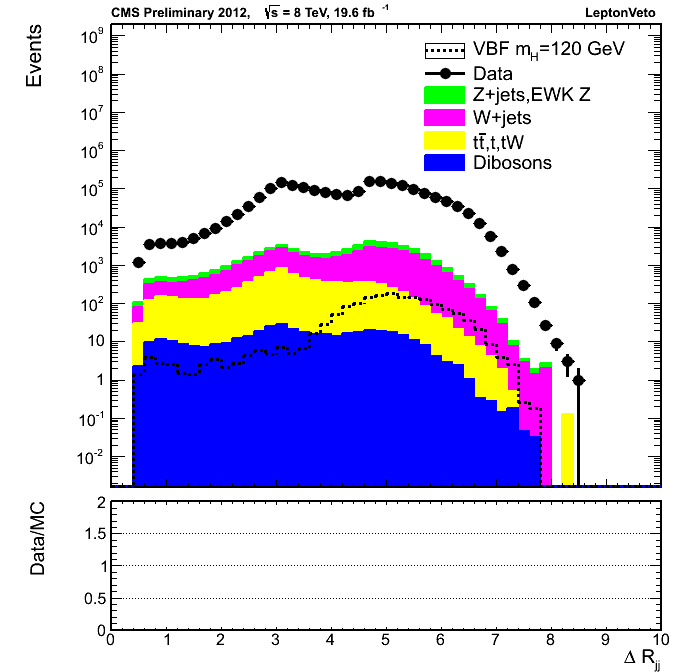 CMS Preliminary 2012, √s = 8 TeV, 19.6 fb⁻¹ LeptonVeto
Events
10⁹
10⁸
10⁷
10⁶
10⁵
10⁴
10³
10²
10
1
10⁻¹
10⁻²
VBF m_H=120 GeV
Data
Z+jets,EWK Z
W+jets
tt̄,t,tW
Dibosons
Data/MC
2
1.5
1
0.5
0
0 1 2 3 4 5 6 7 8 9 10
Δ R_jj